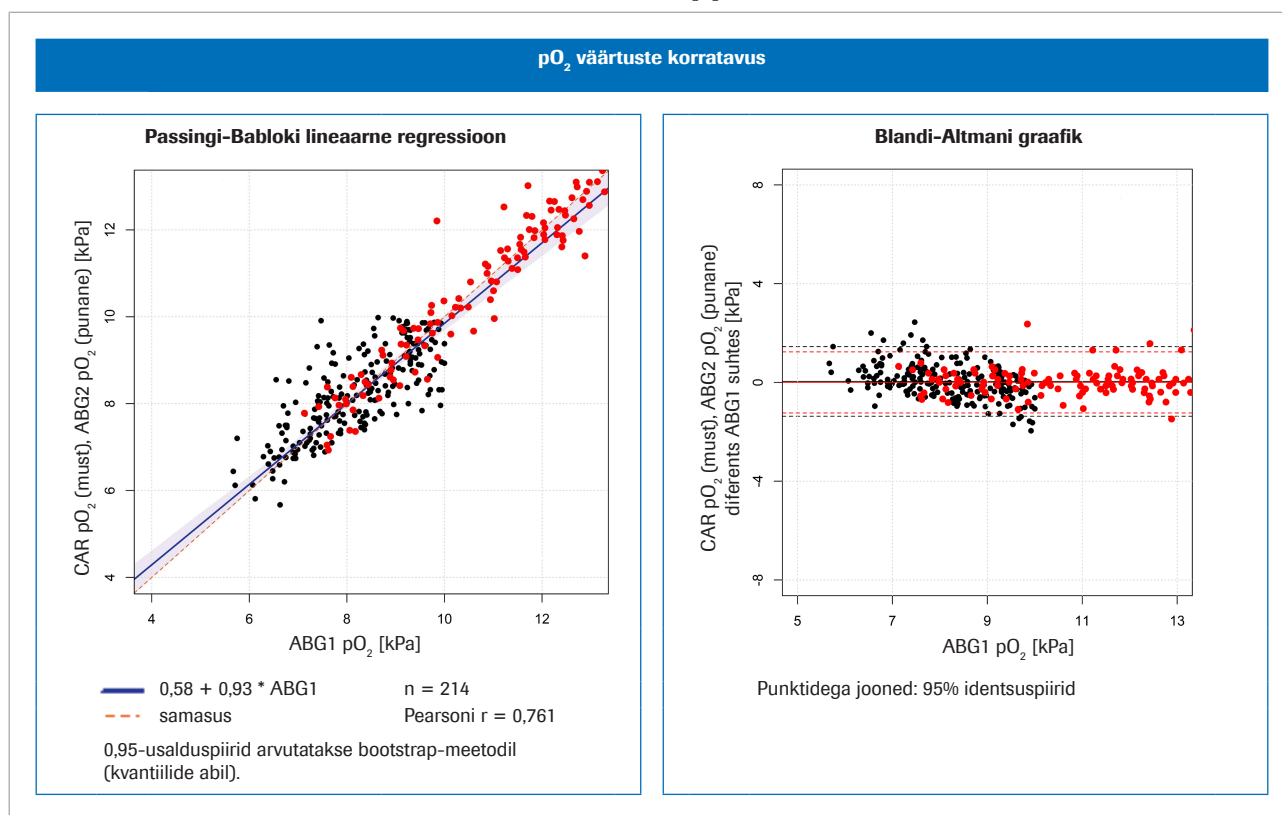 pO₂ väärtuste korratavus
Passingi-Babloki lineaarne regressioon
CAR pO₂ (must), ABG2 pO₂ (punane) [kPa]
12
10
8
6
4
4 6 8 10 12
ABG1 pO₂ [kPa]
0,58 + 0,93 * ABG1 n = 214
samasus Pearsoni r = 0,761
0,95-usalduspiirid arvutatakse bootstrap-meetodil
(kvantiilide abil).
Blandi-Altmani graafik
CAR pO₂ (must), ABG2 pO₂ (punane)
diferents ABG1 suhtes [kPa]
8
4
0
-4
-8
5 7 9 11 13
ABG1 pO₂ [kPa]
Punktidega jooned: 95% identsuspiirid